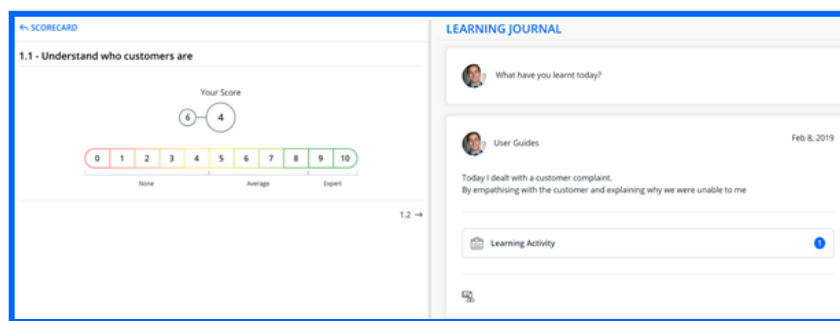 SCORECARD
1.1 - Understand who customers are
Your Score
6 4
0 1 2 3 4 5 6 7 8 9 10
None Average Expert
1.2 →
LEARNING JOURNAL
What have you learnt today?
User Guides
Feb 8, 2019
Today I dealt with a customer complaint.
By empathising with the customer and explaining why we were unable to me
Learning Activity
1